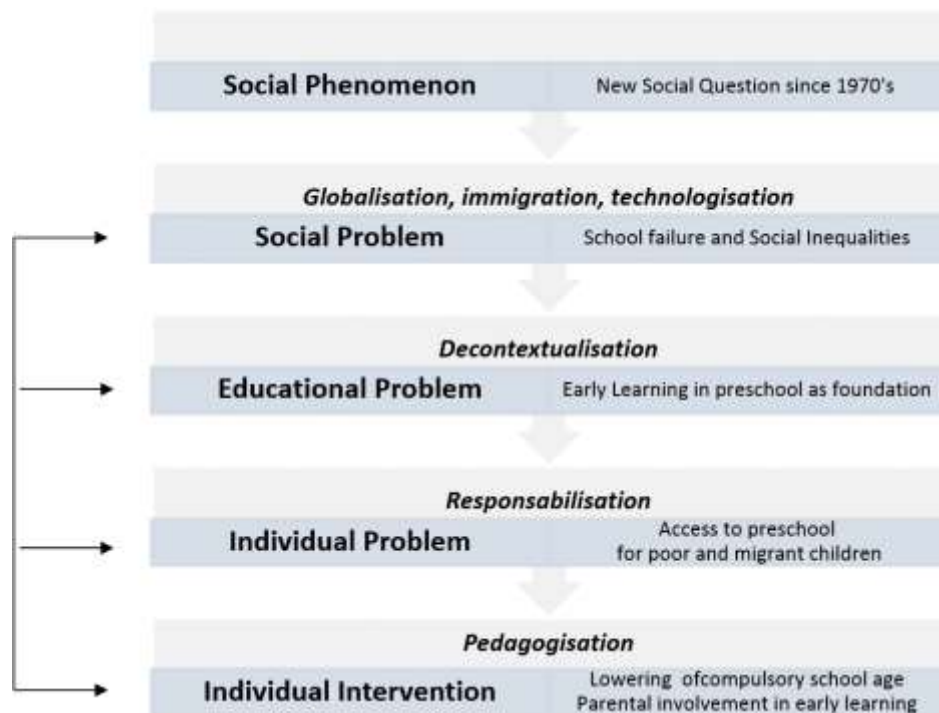 Social Phenomenon New Social Question since 1970's
Globalisation, immigration, technologisation
Social Problem School failure and Social Inequalities
Decontextualisation
Educational Problem Early Learning in preschool as foundation
Responsabilisation
Individual Problem Access to preschool
for poor and migrant children
Pedagogisation
Individual Intervention Lowering ofcompulsory school age
Parental involvement in early learning